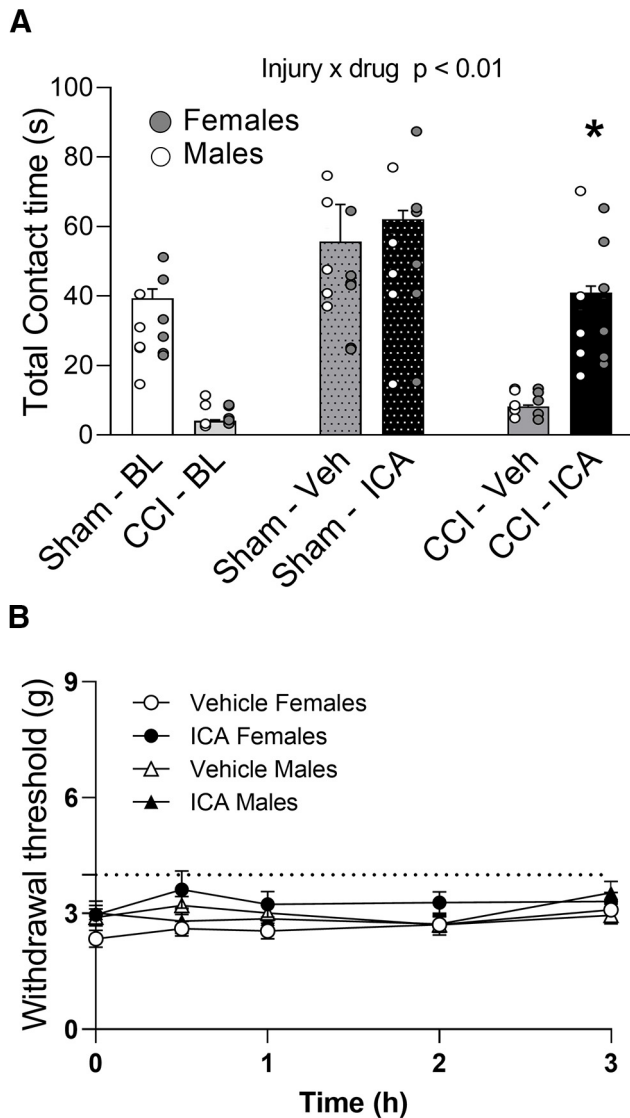 A
Injury x drug p < 0.01
Total Contact time (s)
100
80
60
40
20
0
Females
Males
*
Sham - BL
CCI - BL
Sham - Veh
Sham - ICA
CCI - Veh
CCI - ICA
B
Withdrawal threshold (g)
9
6
3
0
Vehicle Females
ICA Females
Vehicle Males
ICA Males
0 1 2 3
Time (h)